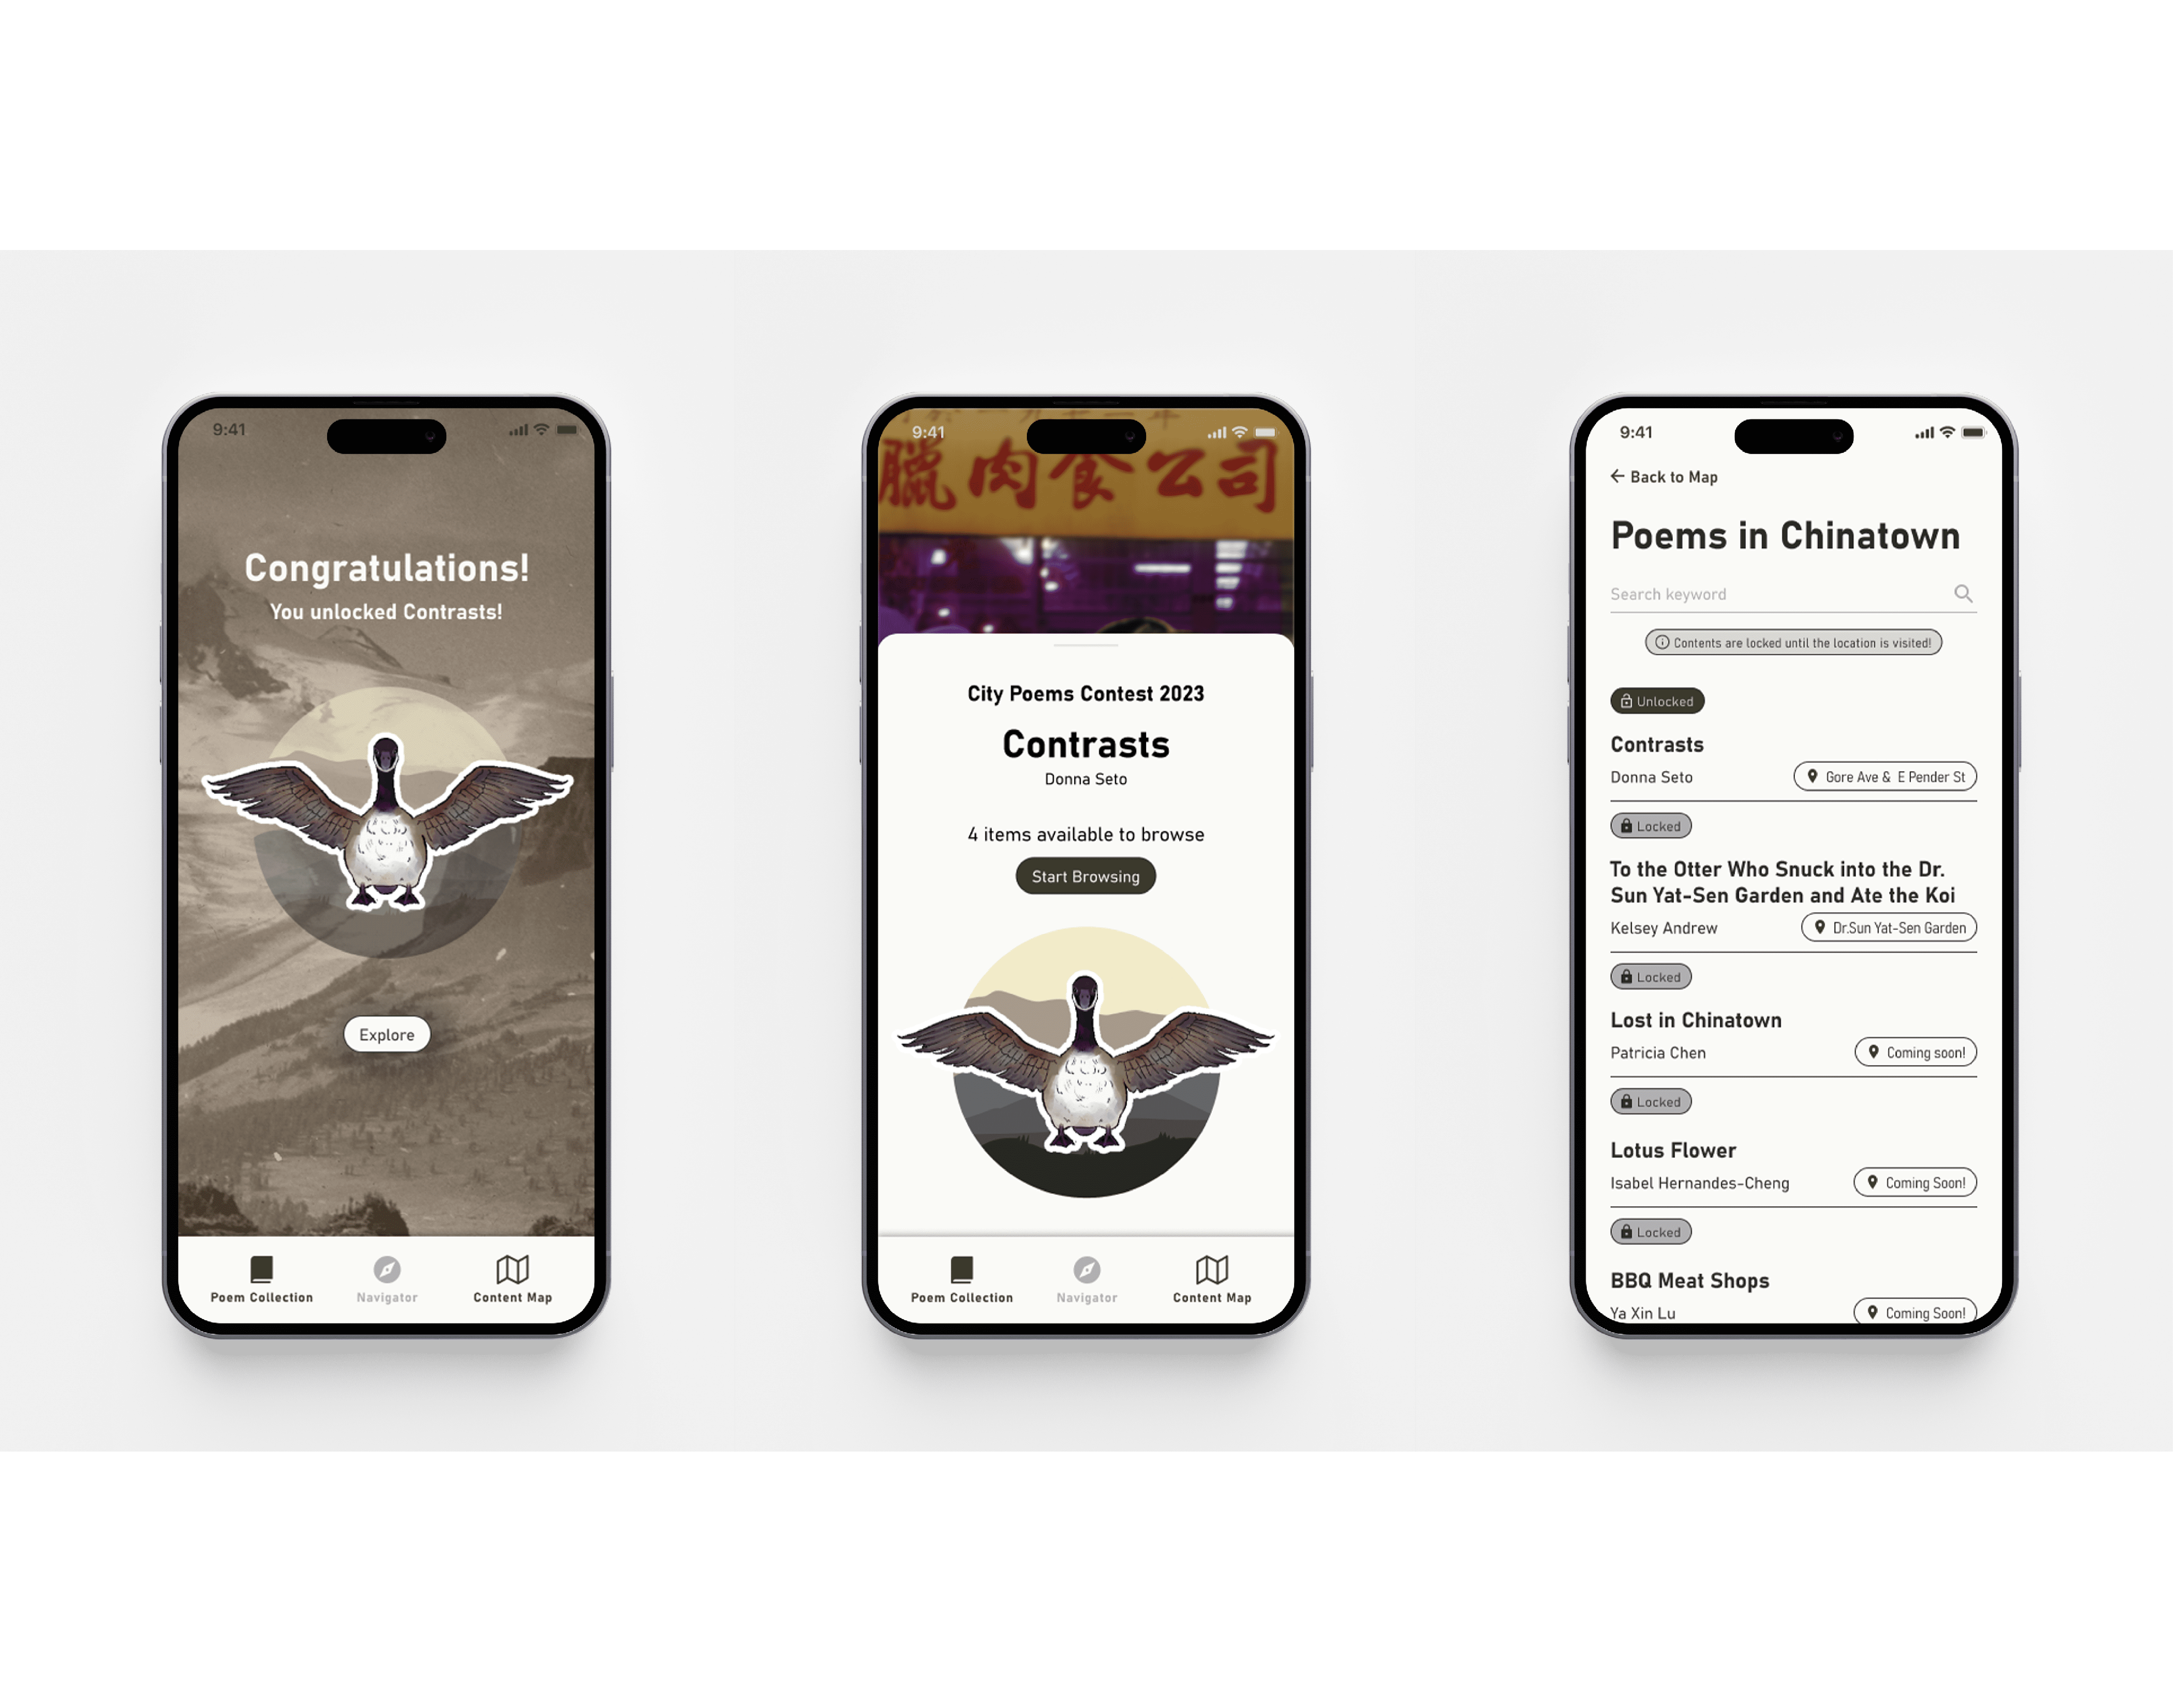 9:41
Congratulations!
You unlocked Contrasts!
Explore
Poem Collection
Navigator
Content Map
9:41
臘肉食公司
City Poems Contest 2023
Contrasts
Donna Seto
4 items available to browse
Start Browsing
Poem Collection
Navigator
Content Map
9:41
Back to Map
Poems in Chinatown
Search keyword
Contents are locked until the location is visited!
Unlocked
Contrasts
Donna Seto
Gore Ave & E Pender St
Locked
To the Otter Who Snuck into the Dr.
Sun Yat-Sen Garden and Ate the Koi
Kelsey Andrew
Dr.Sun Yat-Sen Garden
Locked
Lost in Chinatown
Patricia Chen
Coming soon!
Locked
Lotus Flower
Isabel Hernandes-Cheng
Coming Soon!
Locked
BBQ Meat Shops
Ya Xin Lu
Coming Soon!